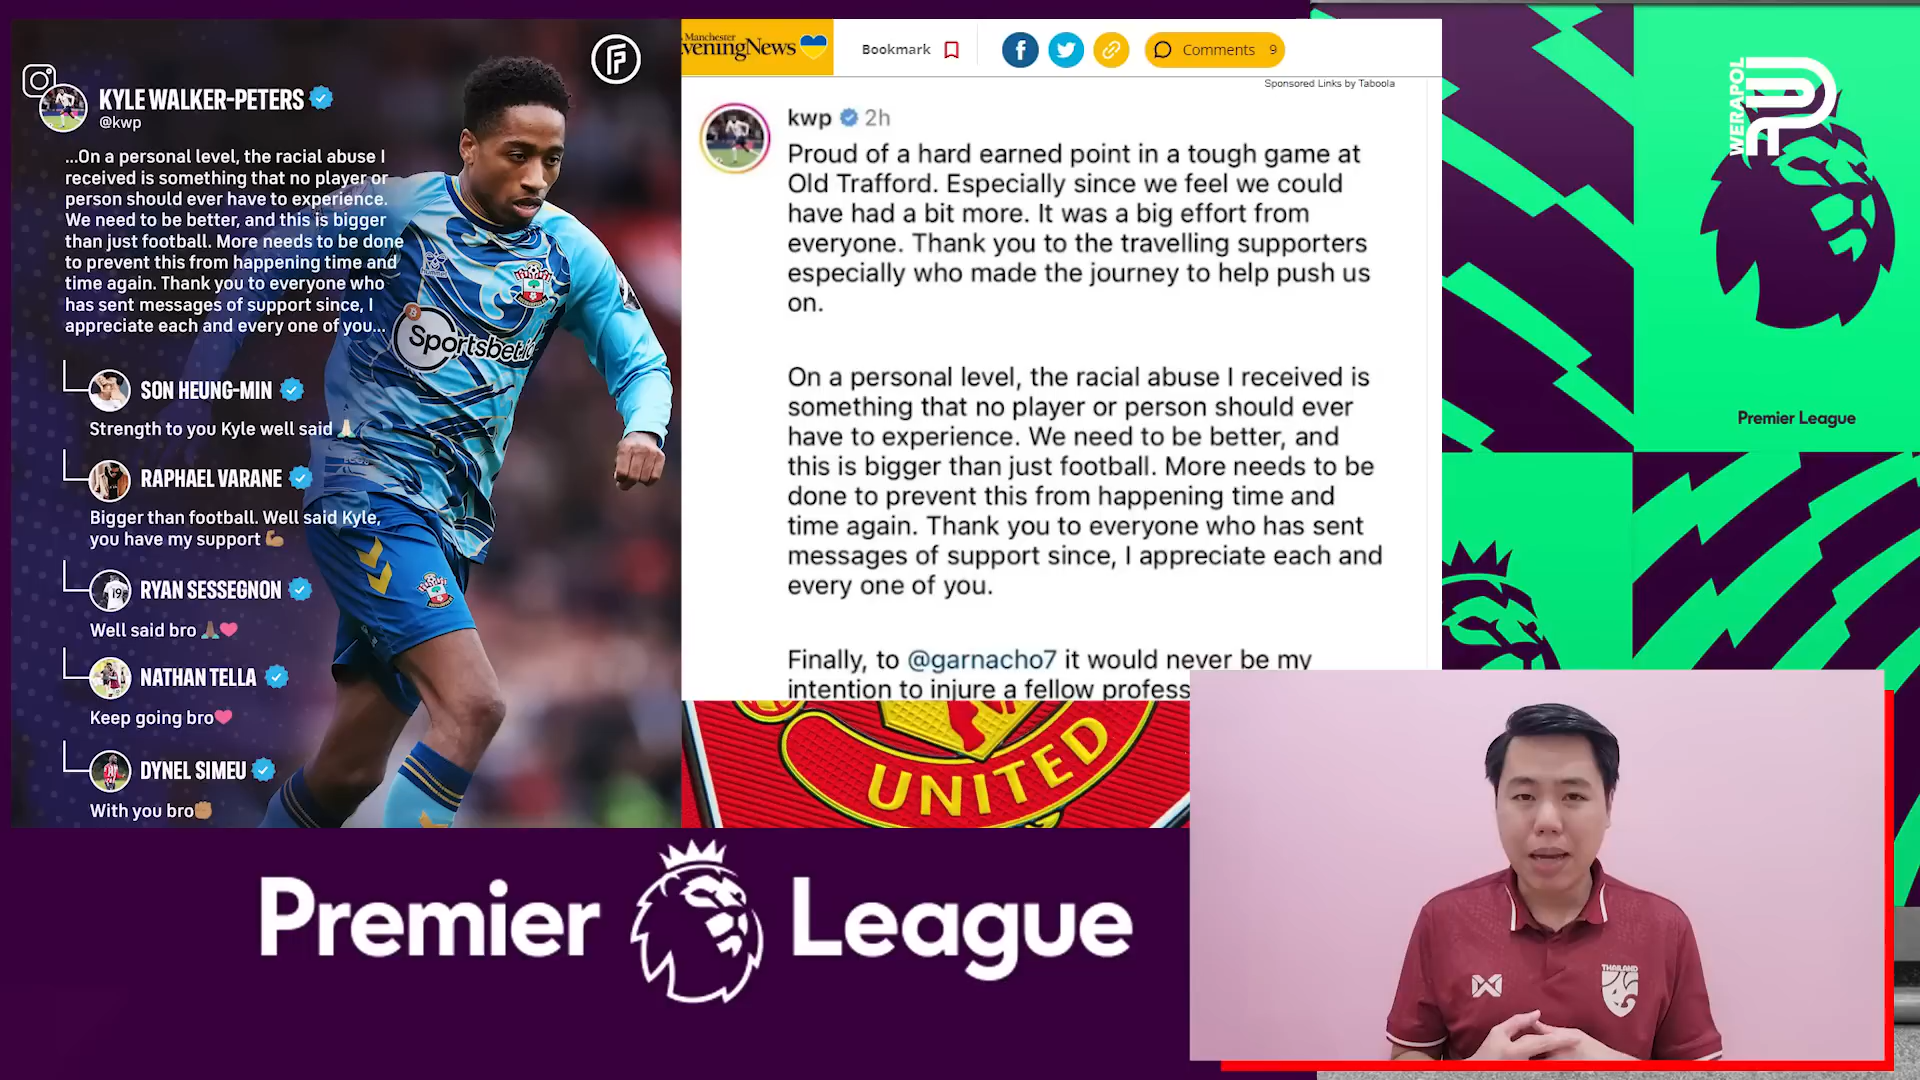 KYLE WALKER-PETERS
@kwp
...On a personal level, the racial abuse I
received is something that no player or
person should ever have to experience.
We need to be better, and this is bigger
than just football. More needs to be done
to prevent this from happening time and
time again. Thank you to everyone who
has sent messages of support since, I
appreciate each and every one of you...
SON HEUNG-MIN
Strength to you Kyle well said
RAPHAEL VARANE
Bigger than football. Well said Kyle,
you have my support
RYAN SESSEGNON
19
Well said bro
NATHAN TELLA
Keep going bro
DYNEL SIMEU
With you bro
hummel
Sportsbet.io
Manchester
EveningNews
Bookmark
Comments 9
Sponsored Links by Taboola
kwp 2h
Proud of a hard earned point in a tough game at
Old Trafford. Especially since we feel we could
have had a bit more. It was a big effort from
everyone. Thank you to the travelling supporters
especially who made the journey to help push us
on.
On a personal level, the racial abuse I received is
something that no player or person should ever
have to experience. We need to be better, and
this is bigger than just football. More needs to be
done to prevent this from happening time and
time again. Thank you to everyone who has sent
messages of support since, I appreciate each and
every one of you.
Finally, to @garnacho7 it would never be my
intention to injure a fellow profess
UNITED
WERAPOL
Premier League
Premier League
THAILAND